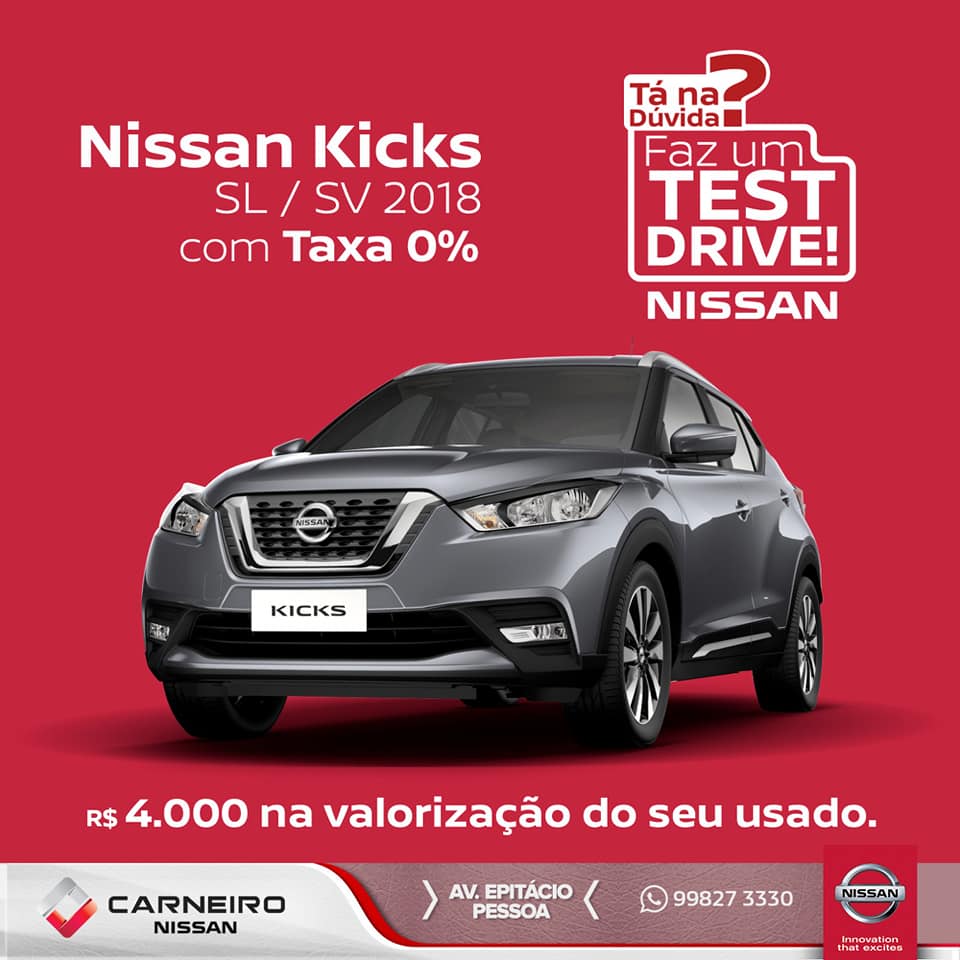 Nissan Kicks
SL / SV 2018
com Taxa 0%
Tá na
Dúvida?
Faz um
TEST
DRIVE!
NISSAN
NISSAN
KICKS
R$ 4.000 na valorização do seu usado.
CARNEIRO
NISSAN
AV. EPITÁCIO
PESSOA
99827 3330
NISSAN
Innovation
that excites